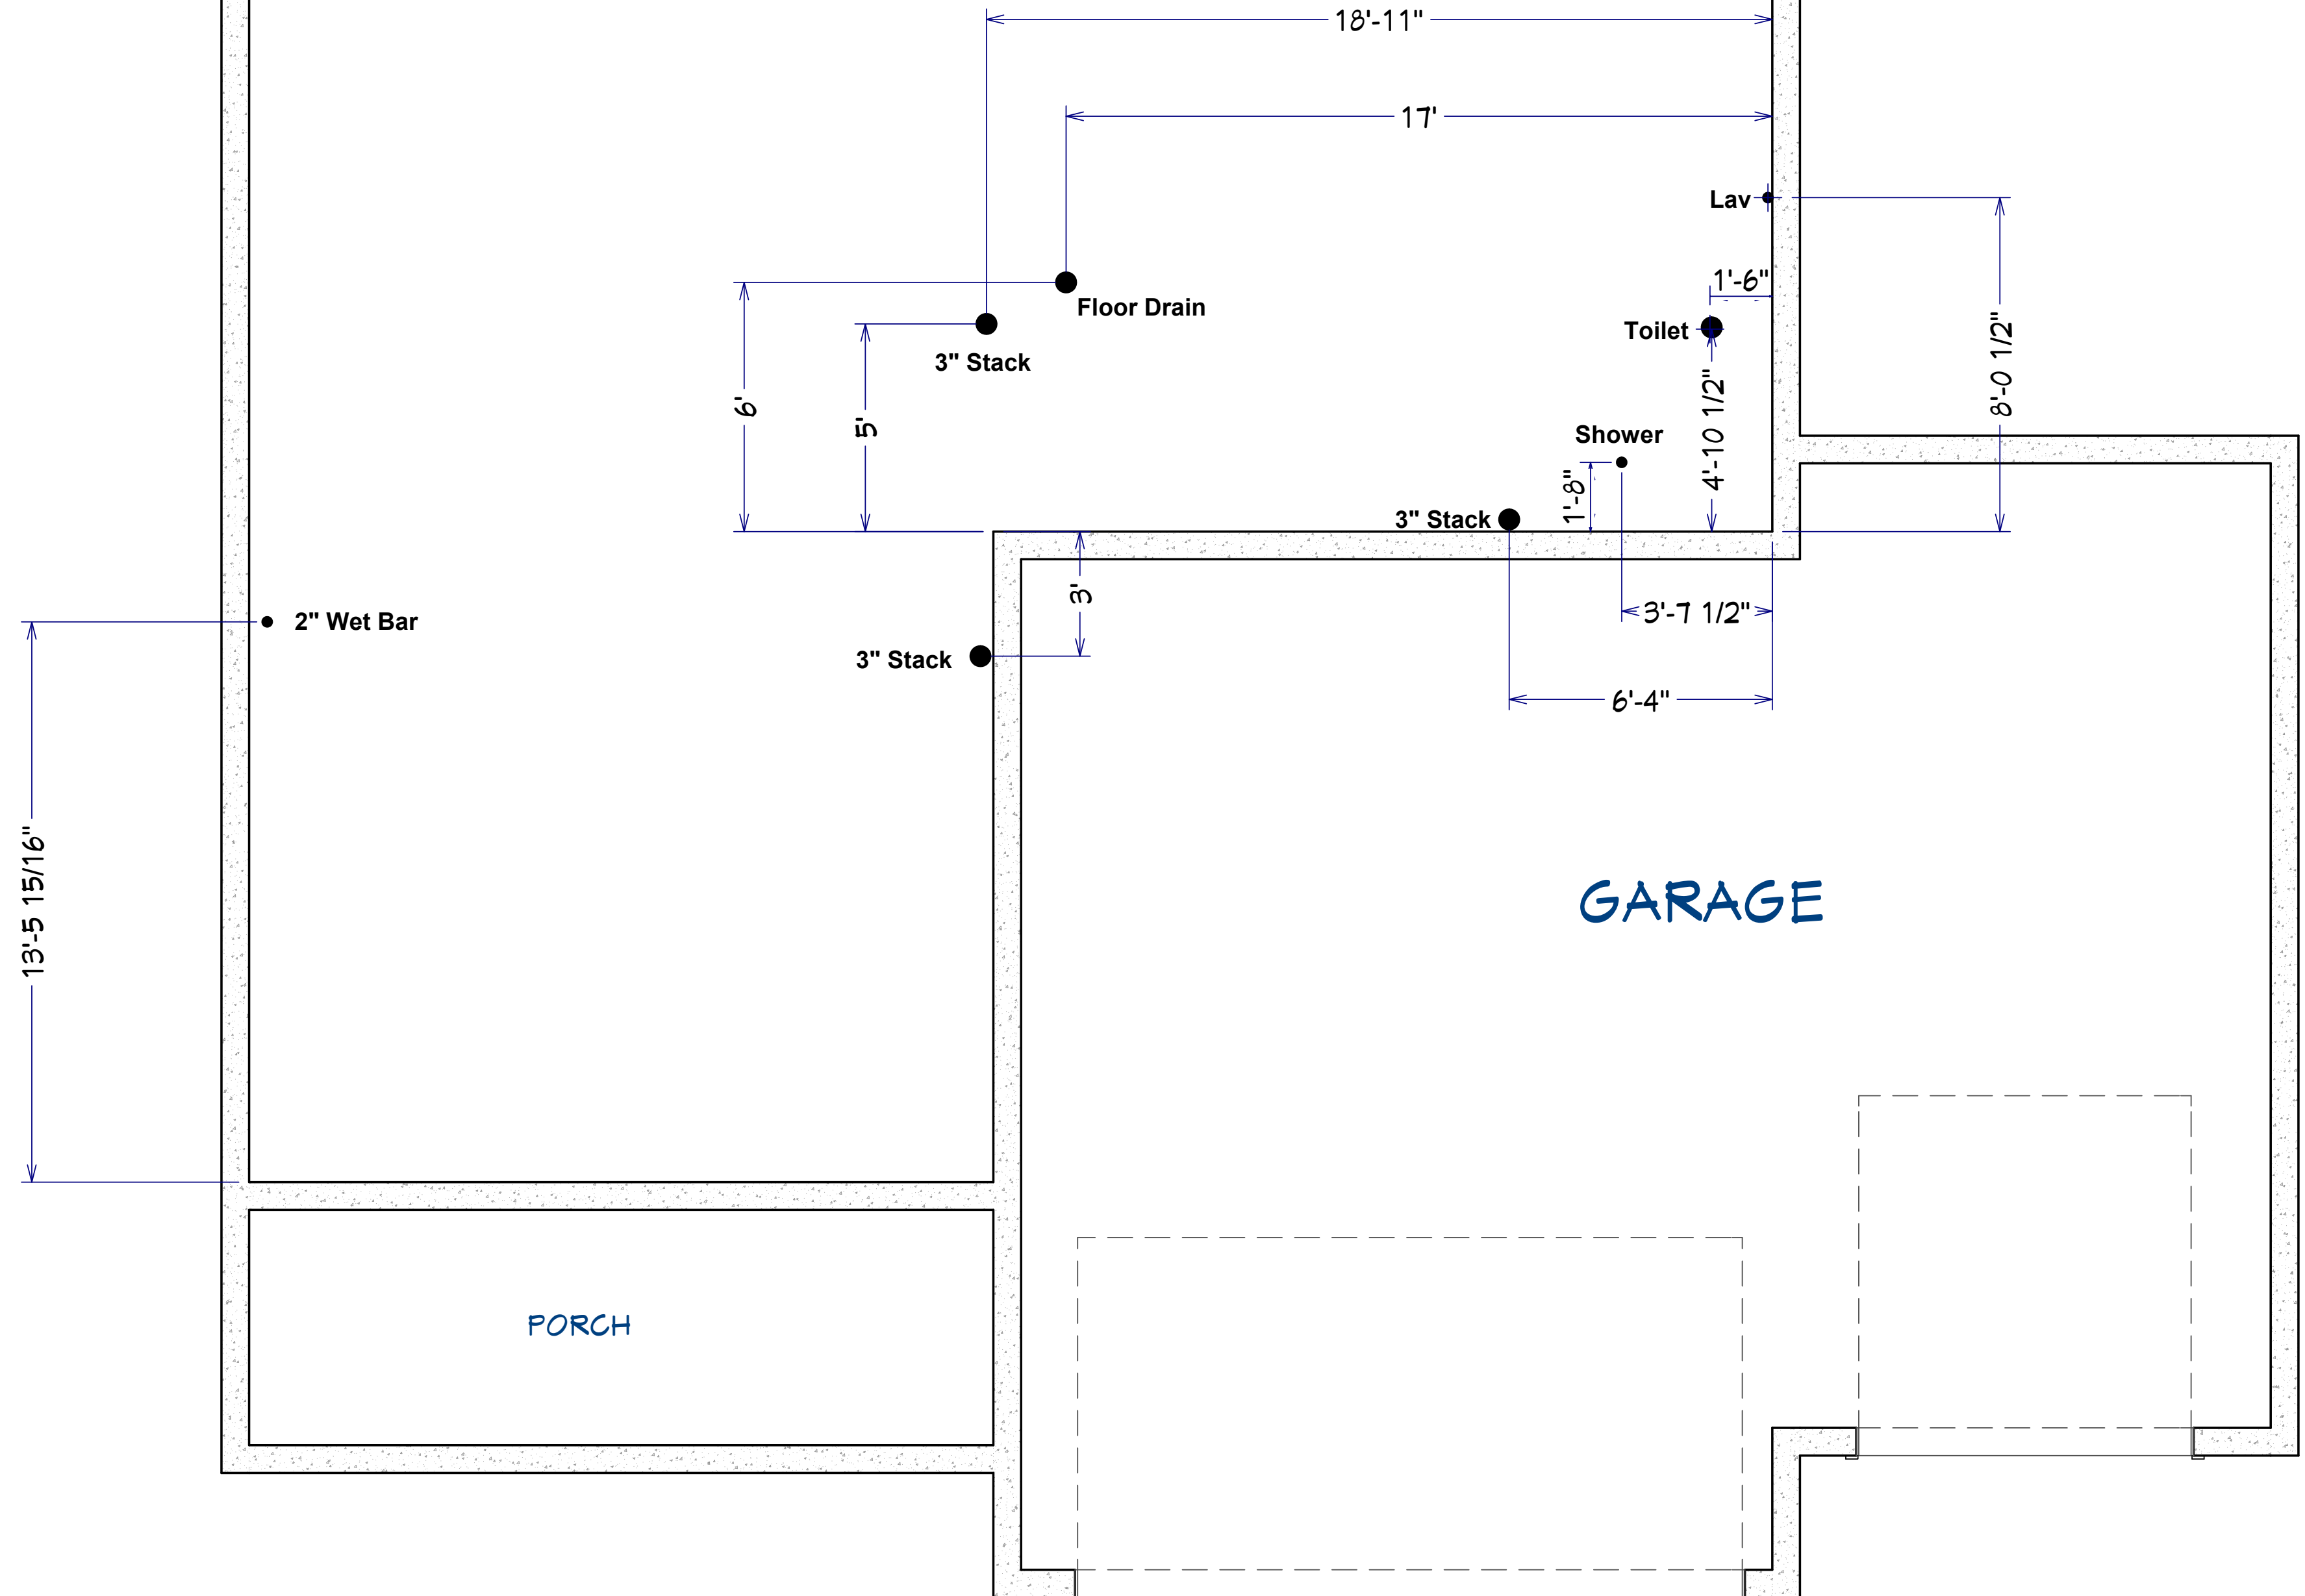 18'-11"
17'
Lav
1'-6"
Floor Drain
Toilet
3" Stack
8'-0 1/2"
6'
5'
4'-10 1/2"
Shower
1'-8"
3" Stack
3'
3'-7 1/2"
2" Wet Bar
3" Stack
6'-4"
13'-5 15/16"
GARAGE
PORCH